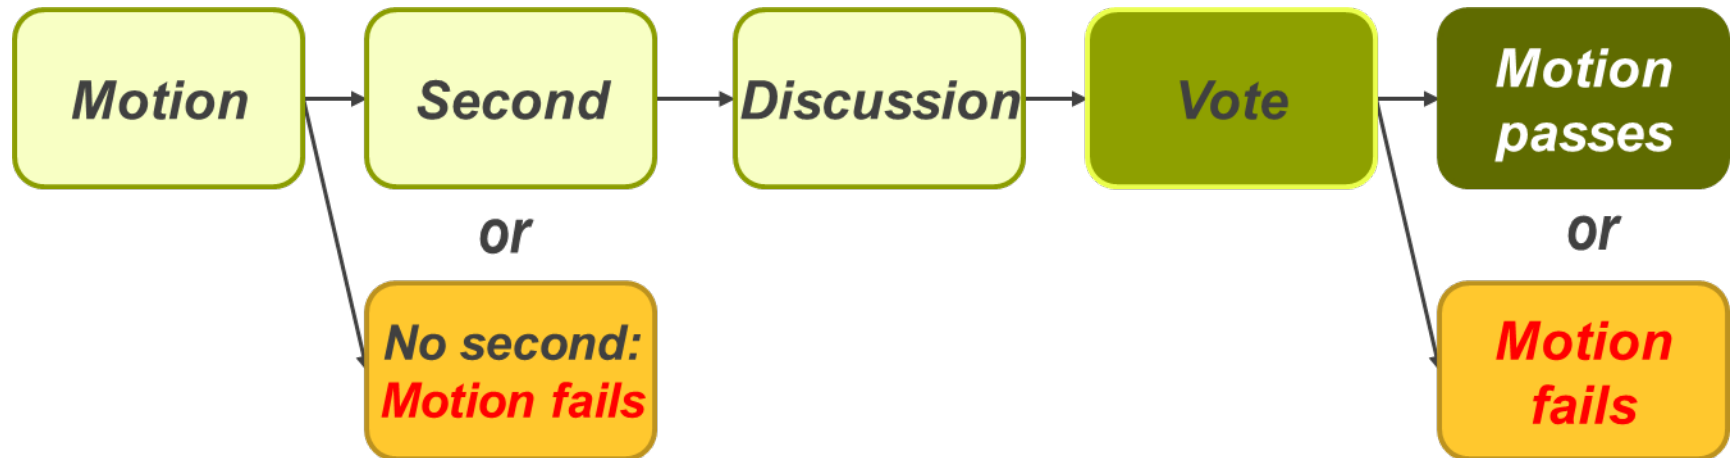 Motion
Second
Discussion
Vote
Motion
passes
or
or
No second:
Motion fails
Motion
fails